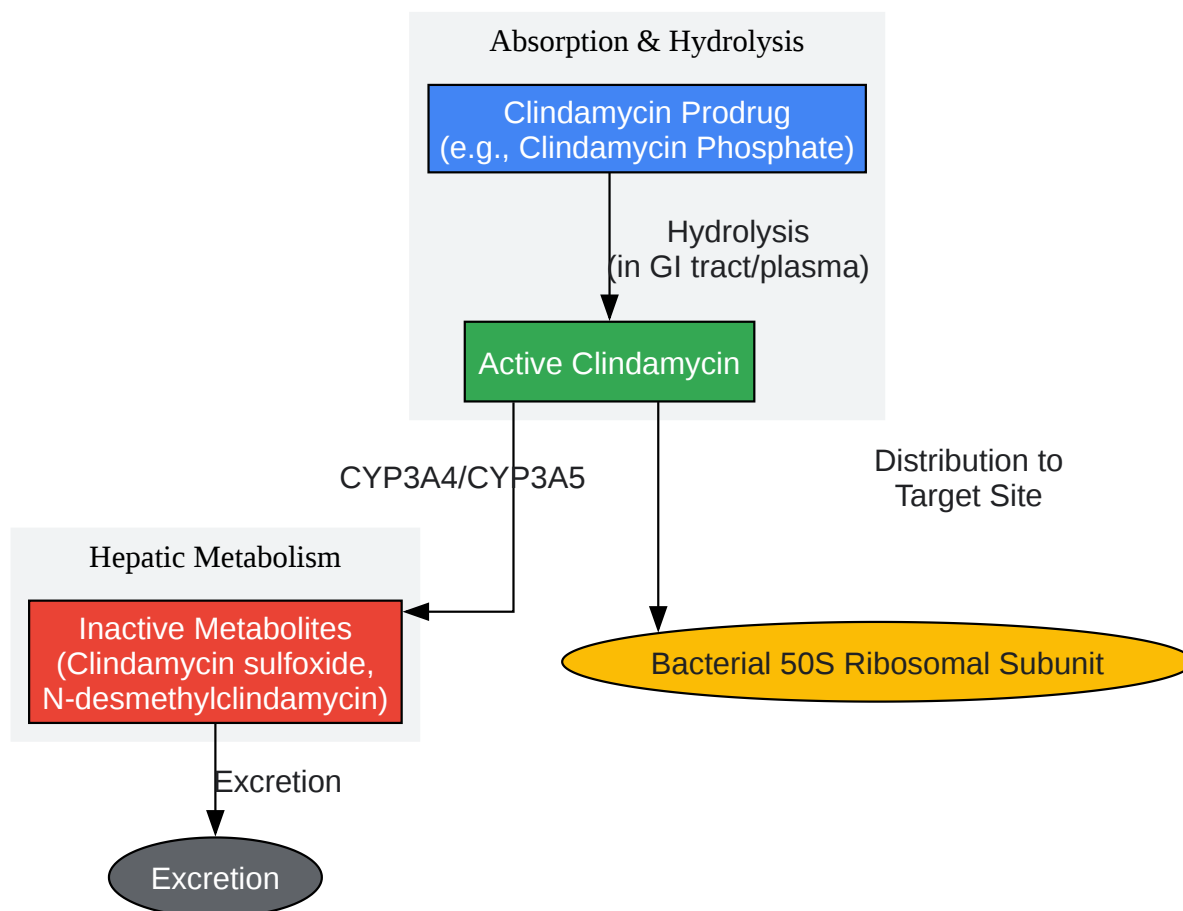 Absorption & Hydrolysis
Clindamycin Prodrug
(e.g., Clindamycin Phosphate)
Hydrolysis
(in GI tract/plasma)
Active Clindamycin
CYP3A4/CYP3A5
Distribution to
Target Site
Hepatic Metabolism
Inactive Metabolites
(Clindamycin sulfoxide,
N-desmethylclindamycin)
Bacterial 50S Ribosomal Subunit
Excretion
Excretion